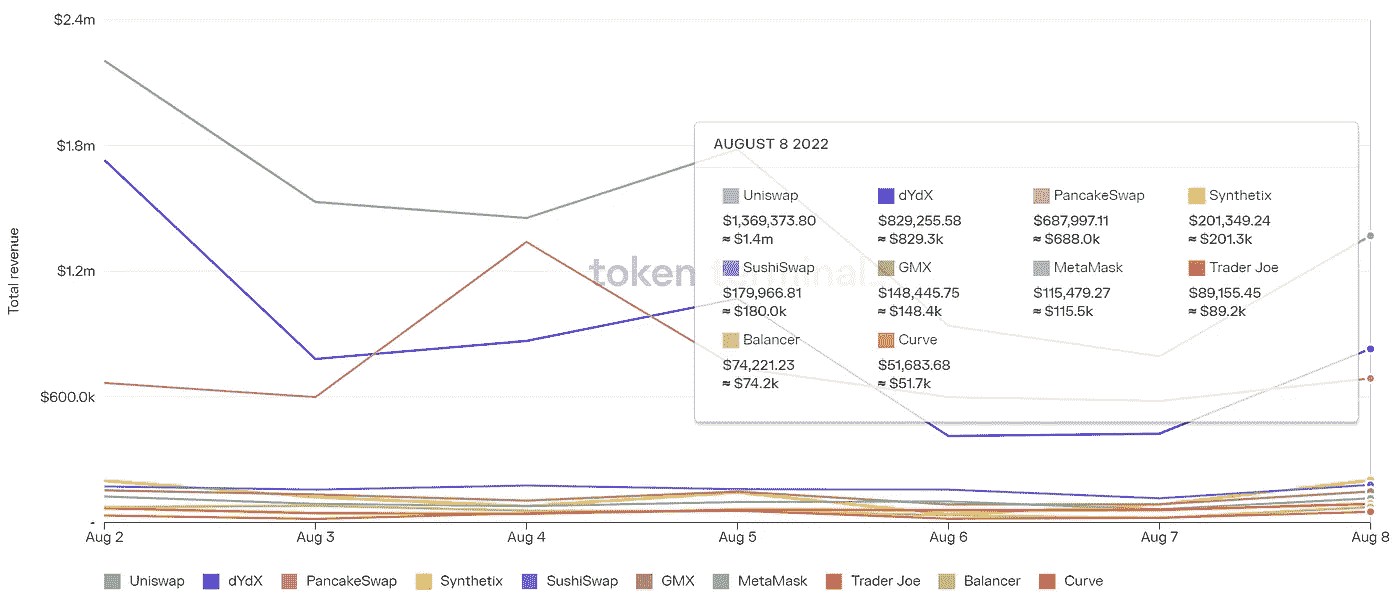 $2.4m
$1.8m
$1.2m
$600.0k
-
Total revenue
token terminal
AUGUST 8 2022
Uniswap dYdX PancakeSwap Synthetix
$1,369,373.80 $829,255.58 $687,997.11 $201,349.24
≈ $1.4m ≈ $829.3k ≈ $688.0k ≈ $201.3k
SushiSwap GMX MetaMask Trader Joe
$179,966.81 $148,445.75 $115,479.27 $89,155.45
≈ $180.0k ≈ $148.4k ≈ $115.5k ≈ $89.2k
Balancer Curve
$74,221.23 $51,683.68
≈ $74.2k ≈ $51.7k
Aug 2 Aug 3 Aug 4 Aug 5 Aug 6 Aug 7 Aug 8
Uniswap dYdX PancakeSwap Synthetix SushiSwap GMX MetaMask Trader Joe Balancer Curve